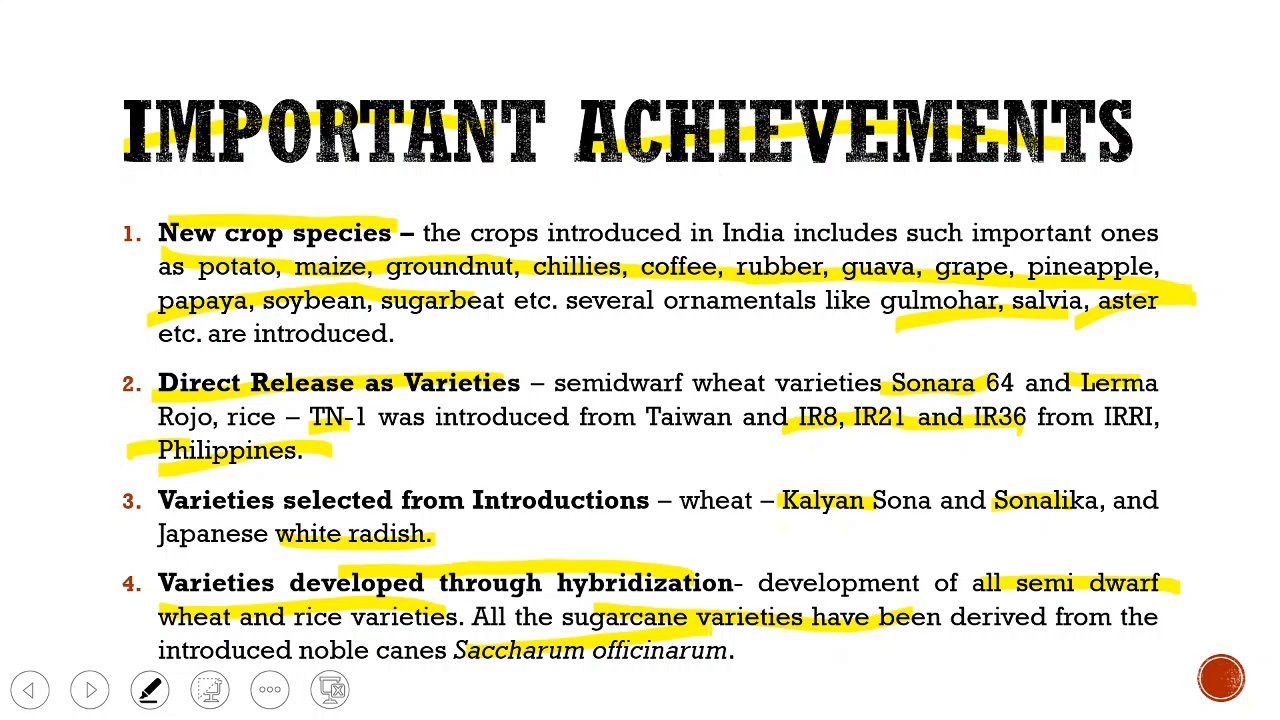 IMPORTANT ACHIEVEMENTS
1. New crop species – the crops introduced in India includes such important ones
as potato, maize, groundnut, chillies, coffee, rubber, guava, grape, pineapple,
papaya, soybean, sugarbeat etc. several ornamentals like gulmohar, salvia, aster
etc. are introduced.
2. Direct Release as Varieties – semidwarf wheat varieties Sonara 64 and Lerma
Rojo, rice – TN-1 was introduced from Taiwan and IR8, IR21 and IR36 from IRRI,
Philippines.
3. Varieties selected from Introductions – wheat – Kalyan Sona and Sonalika, and
Japanese white radish.
4. Varieties developed through hybridization- development of all semi dwarf
wheat and rice varieties. All the sugarcane varieties have been derived from the
introduced noble canes Saccharum officinarum.